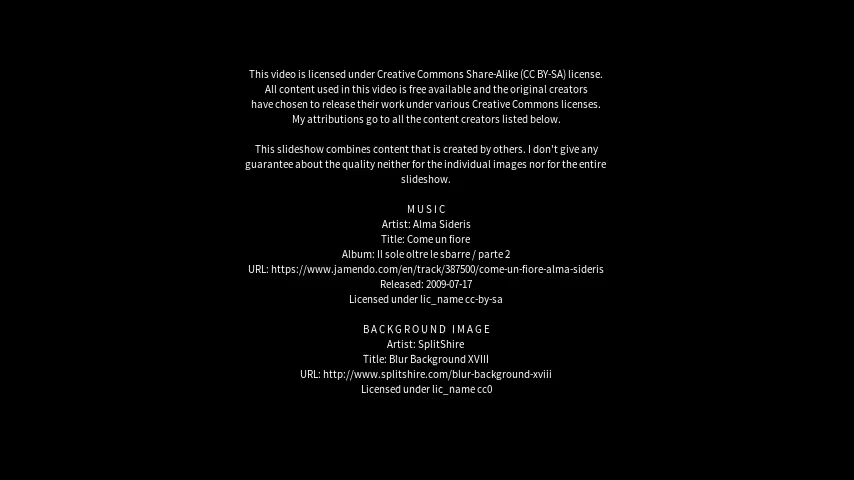 This video is licensed under Creative Commons Share-Alike (CC BY-SA) license.
All content used in this video is free available and the original creators
have chosen to release their work under various Creative Commons licenses.
My attributions go to all the content creators listed below.
This slideshow combines content that is created by others. I don't give any
guarantee about the quality neither for the individual images nor for the entire
slideshow.
MUSIC
Artist: Alma Sideris
Title: Come un fiore
Album: Il sole oltre le sbarre / parte 2
URL: https://www.jamendo.com/en/track/387500/come-un-fiore-alma-sideris
Released: 2009-07-17
Licensed under lic_name cc-by-sa
BACKGROUND IMAGE
Artist: SplitShire
Title: Blur Background XVIII
URL: http://www.splitshire.com/blur-background-xviii
Licensed under lic_name cc0